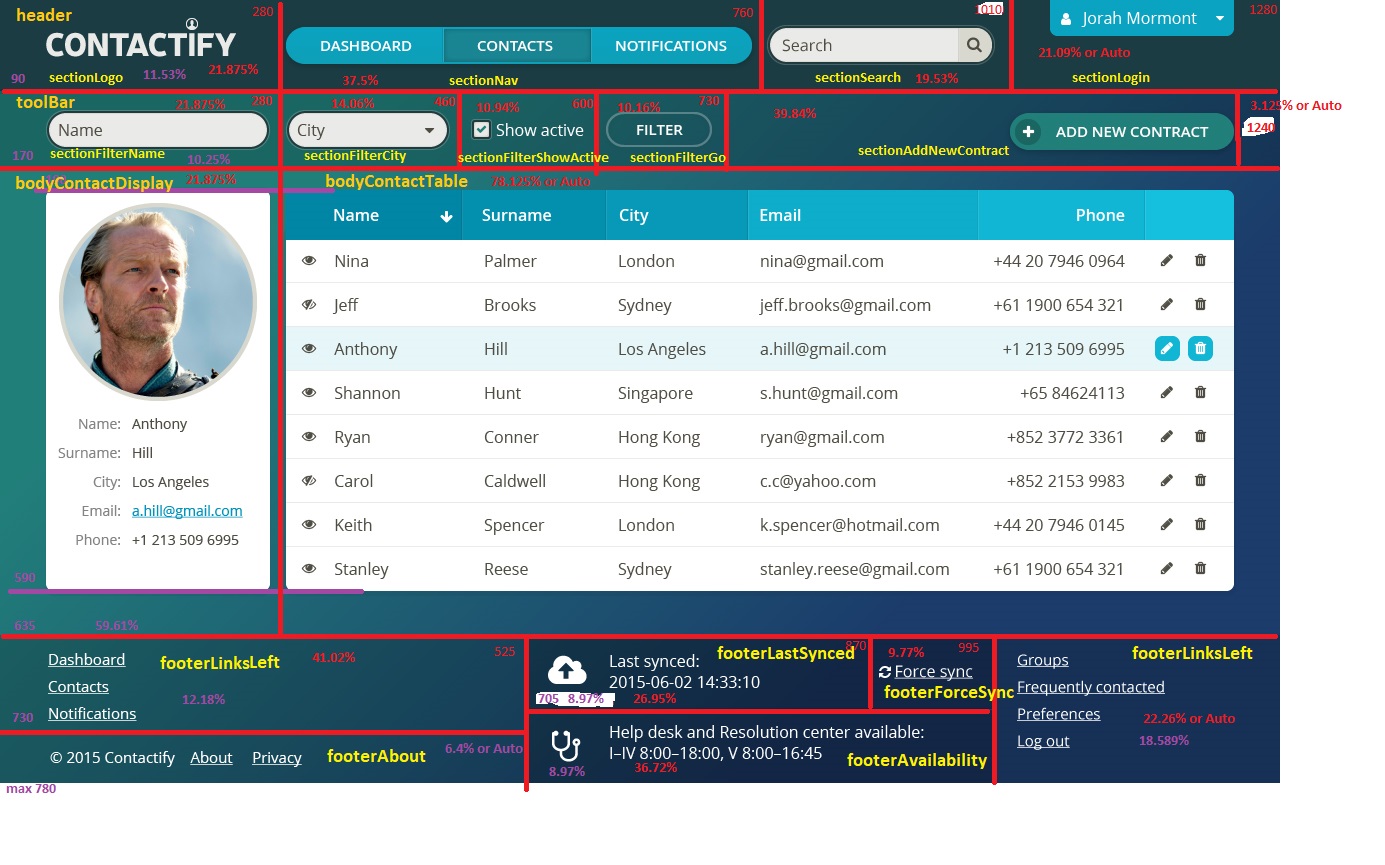 header
280
760
1010
1280
CONTACTIFY
DASHBOARD CONTACTS NOTIFICATIONS
Search
Jorah Mormont
90 sectionLogo 11.53% 21.875%
37.5% sectionNav
sectionSearch 19.53%
21.09% or Auto
sectionLogin
toolBar 21.875% 280
14.06% 460
10.94% 600
10.16% 730
39.84%
3.125% or Auto
1240
Name
City
Show active
FILTER
ADD NEW CONTRACT
170 sectionFilterName 10.25%
sectionFilterCity
sectionFilterShowActive
sectionFilterGo
sectionAddNewContract
bodyContactDisplay 21.875%
bodyContactTable 78.125% or Auto
Name Surname City Email Phone
Nina Palmer London nina@gmail.com +44 20 7946 0964
Jeff Brooks Sydney jeff.brooks@gmail.com +61 1900 654 321
Anthony Hill Los Angeles a.hill@gmail.com +1 213 509 6995
Shannon Hunt Singapore s.hunt@gmail.com +65 84624113
Ryan Conner Hong Kong ryan@gmail.com +852 3772 3361
Carol Caldwell Hong Kong c.c@yahoo.com +852 2153 9983
Keith Spencer London k.spencer@hotmail.com +44 20 7946 0145
Stanley Reese Sydney stanley.reese@gmail.com +61 1900 654 321
Name: Anthony
Surname: Hill
City: Los Angeles
Email: a.hill@gmail.com
Phone: +1 213 509 6995
590
635 59.61%
Dashboard
Contacts
Notifications
footerLinksLeft 41.02% 525
12.18%
730
© 2015 Contactify About Privacy
footerAbout 6.4% or Auto
max 780
Last synced:
2015-06-02 14:33:10
footerLastSynced 870
705 8.97% 26.95%
9.77% 995
Force sync
footerForceSync
Help desk and Resolution center available:
I–IV 8:00–18:00, V 8:00–16:45
8.97% 36.72% footerAvailability
Groups
Frequently contacted
Preferences
Log out
footerLinksLeft
22.26% or Auto
18.589%